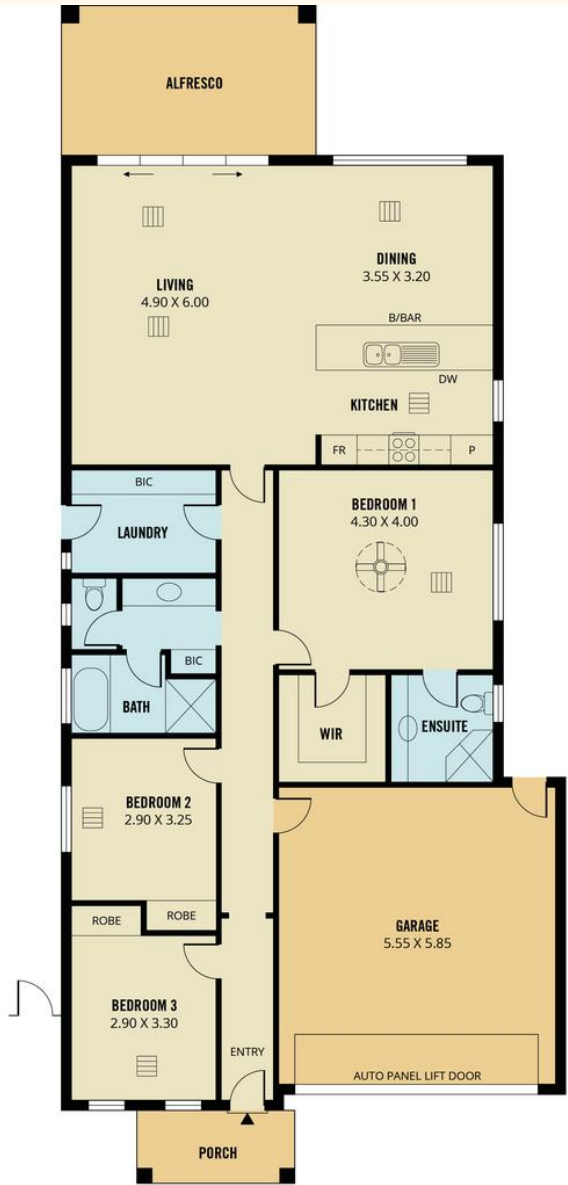 ALFRESCO
LIVING
4.90 X 6.00
DINING
3.55 X 3.20
B/BAR
DW
KITCHEN
FR
P
BIC
LAUNDRY
BEDROOM 1
4.30 X 4.00
BIC
BATH
WIR
ENSUITE
BEDROOM 2
2.90 X 3.25
ROBE
ROBE
GARAGE
5.55 X 5.85
BEDROOM 3
2.90 X 3.30
ENTRY
AUTO PANEL LIFT DOOR
PORCH